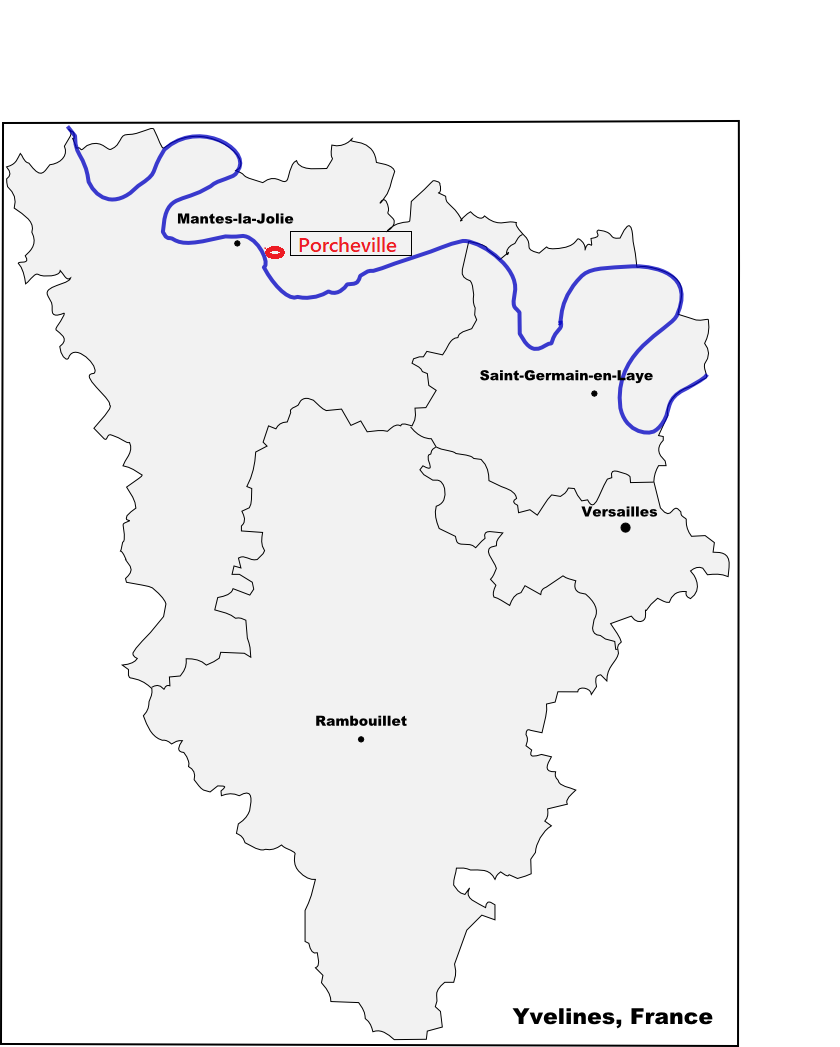 Mantes-la-Jolie
Porcheville
Saint-Germain-en-Laye
Versailles
Rambouillet
Yvelines, France